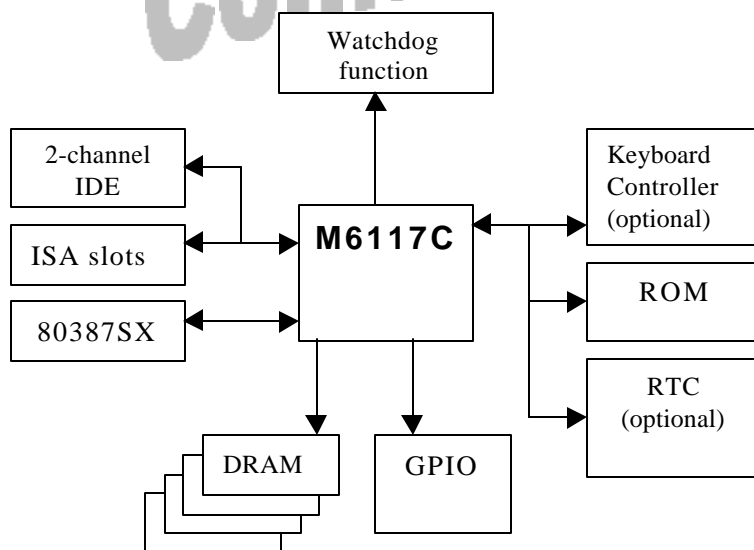 Watchdog
function
2-channel
IDE
Keyboard
Controller
(optional)
M6117C
ISA slots
ROM
80387SX
RTC
(optional)
DRAM
GPIO